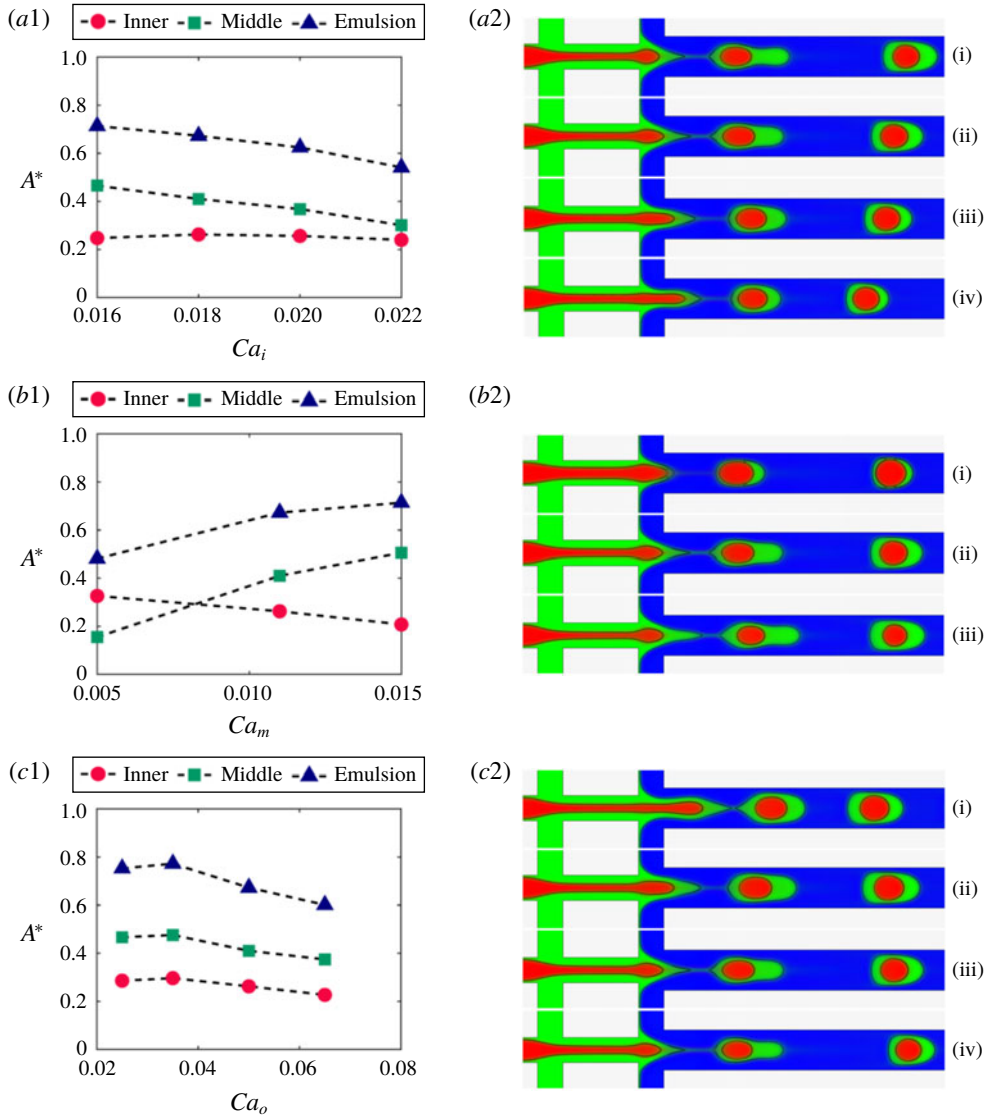 (a1)
Inner Middle Emulsion
1.0
0.8
0.6
A*
0.4
0.2
0
0.016 0.018 0.020 0.022
Ca_i
(a2)
(i)
(ii)
(iii)
(iv)
(b1)
Inner Middle Emulsion
1.0
0.8
0.6
A*
0.4
0.2
0
0.005 0.010 0.015
Ca_m
(b2)
(i)
(ii)
(iii)
(c1)
Inner Middle Emulsion
1.0
0.8
0.6
A*
0.4
0.2
0
0.02 0.04 0.06 0.08
Ca_o
(c2)
(i)
(ii)
(iii)
(iv)